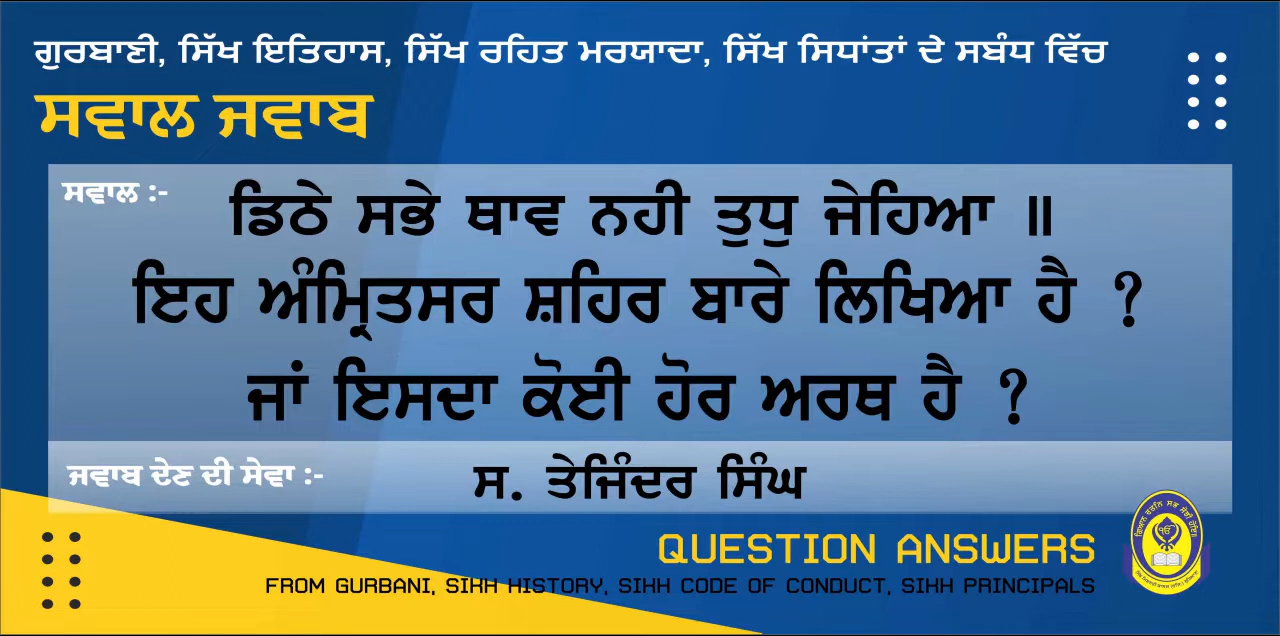 ਗੁਰਬਾਣੀ, ਸਿੱਖ ਇਤਿਹਾਸ, ਸਿੱਖ ਰਹਿਤ ਮਰਯਾਦਾ, ਸਿੱਖ ਸਿਧਾਂਤਾਂ ਦੇ ਸਬੰਧ ਵਿੱਚ
ਸਵਾਲ ਜਵਾਬ
ਸਵਾਲ :-
ਡਿਠੇ ਸਭੇ ਥਾਵ ਨਹੀ ਤੁਧੁ ਜੇਹਿਆ ॥
ਇਹ ਅੰਮ੍ਰਿਤਸਰ ਸ਼ਹਿਰ ਬਾਰੇ ਲਿਖਿਆ ਹੈ ?
ਜਾਂ ਇਸਦਾ ਕੋਈ ਹੋਰ ਅਰਥ ਹੈ ?
ਜਵਾਬ ਦੇਣ ਦੀ ਸੇਵਾ :- ਸ. ਤੇਜਿੰਦਰ ਸਿੰਘ
QUESTION ANSWERS
FROM GURBANI, SIKH HISTORY, SIKH CODE OF CONDUCT, SIKH PRINCIPALS